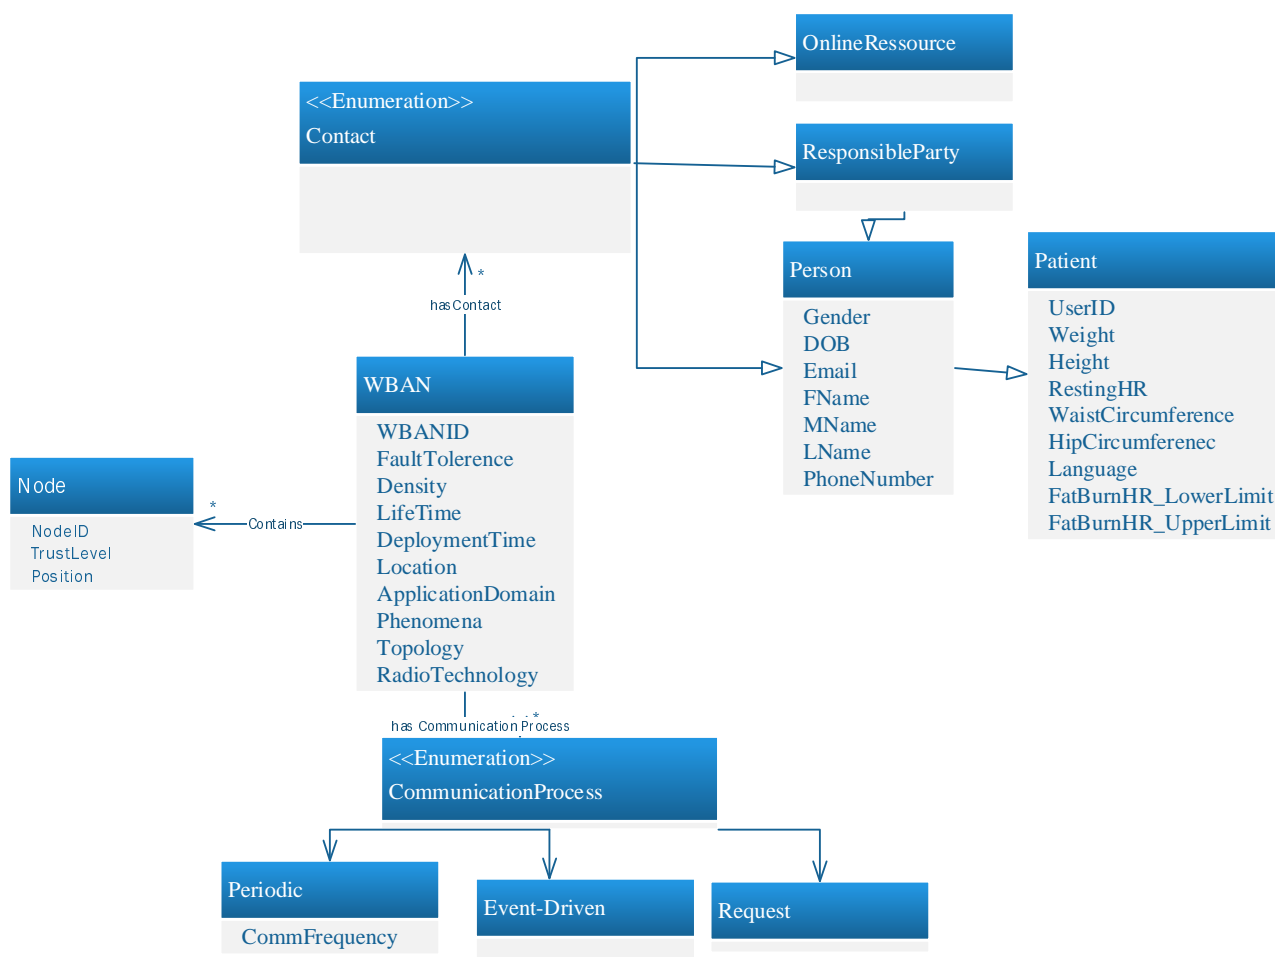 OnlineRessource
<<Enumeration>>
Contact
ResponsibleParty
Person
Gender
DOB
Email
FName
MName
LName
PhoneNumber
Patient
UserID
Weight
Height
RestingHR
WaistCircumference
HipCircumferenec
Language
FatBurnHR_LowerLimit
FatBurnHR_UpperLimit
*
hasContact
WBAN
WBANID
FaultTolerence
Density
LifeTime
DeploymentTime
Location
ApplicationDomain
Phenomena
Topology
RadioTechnology
Node
NodeID
TrustLevel
Position
*
Contains
*
has Communication Process
<<Enumeration>>
CommunicationProcess
Periodic
CommFrequency
Event-Driven
Request